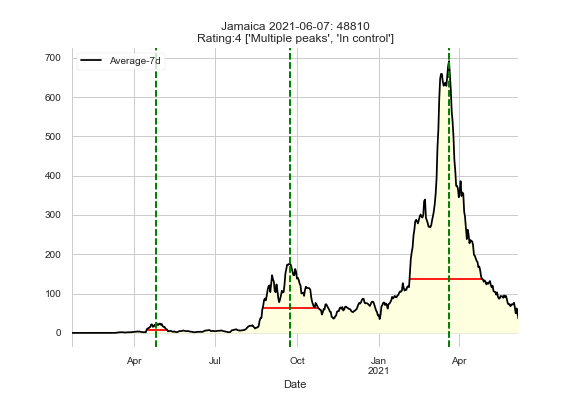 Jamaica 2021-06-07: 48810
Rating:4 ['Multiple peaks', 'In control']
Average-7d
700
600
500
400
300
200
100
0
Apr
Jul
Oct
Jan
2021
Apr
Date